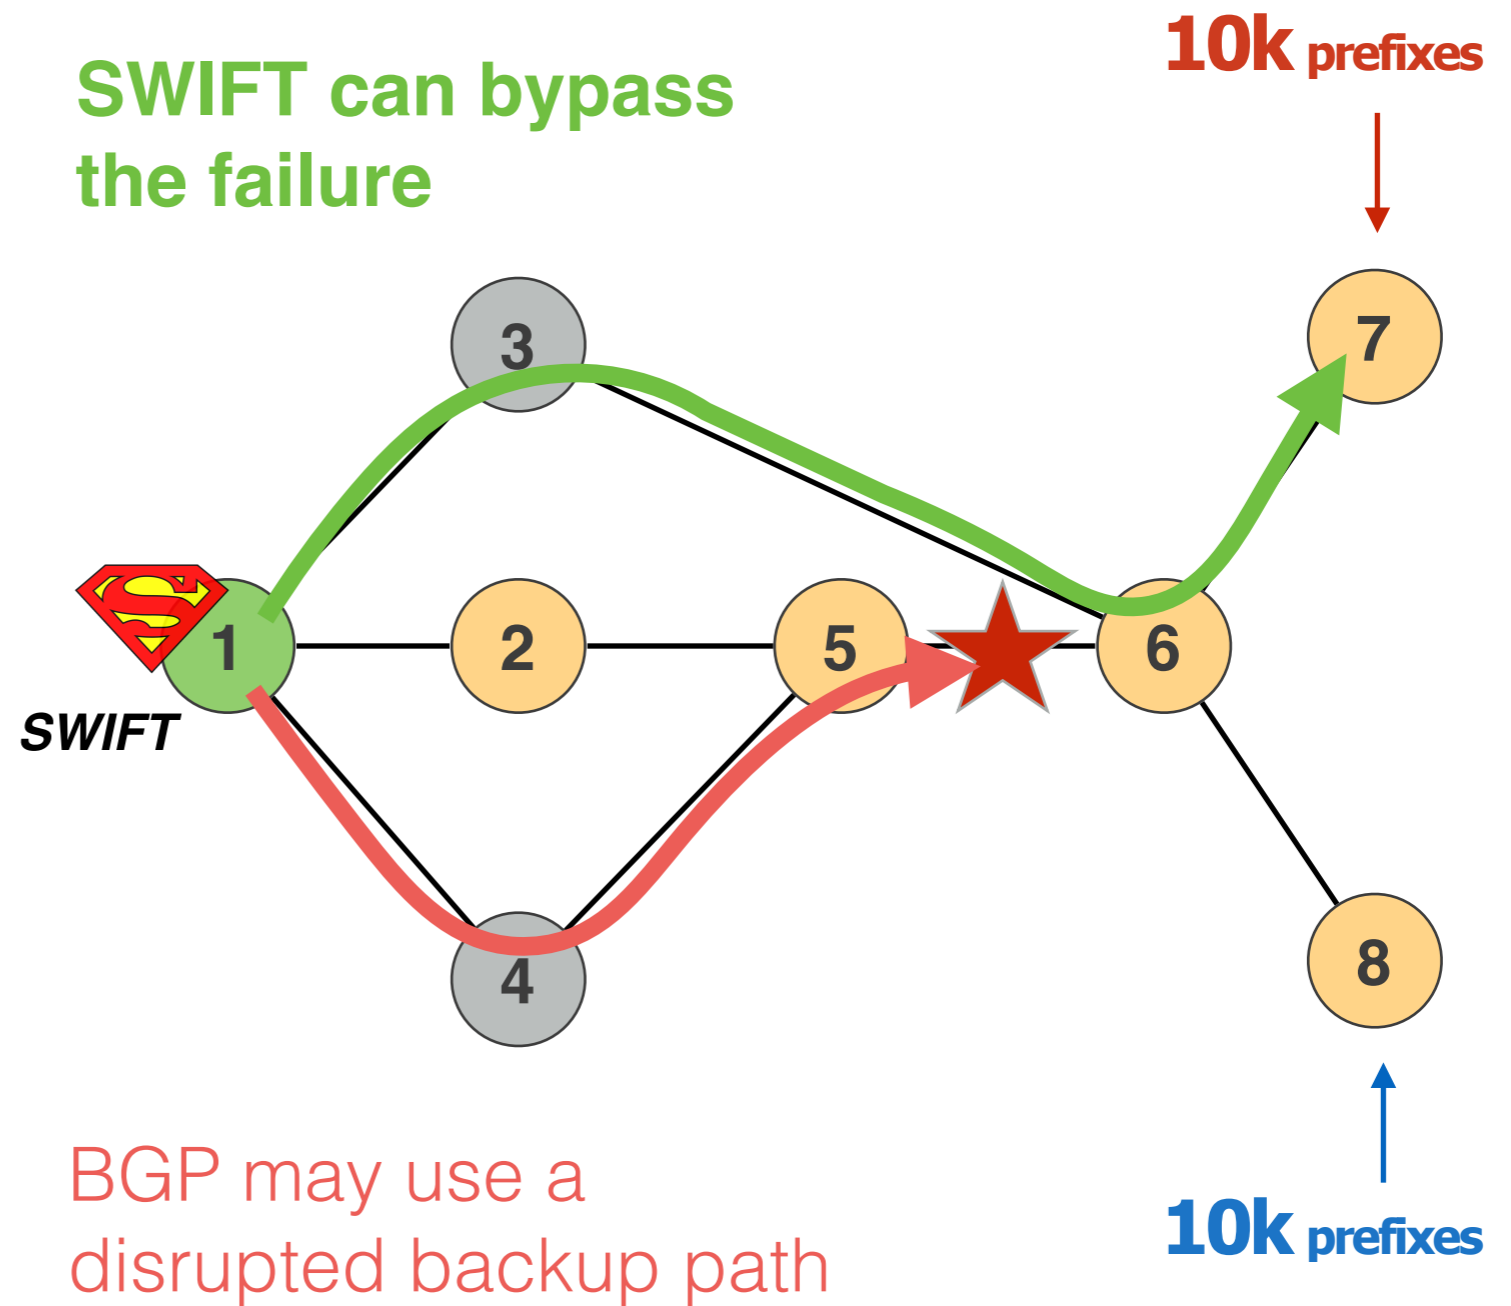 10k prefixes
SWIFT can bypass
the failure
3
7
S
1
2
5
6
SWIFT
4
8
BGP may use a
disrupted backup path
10k prefixes